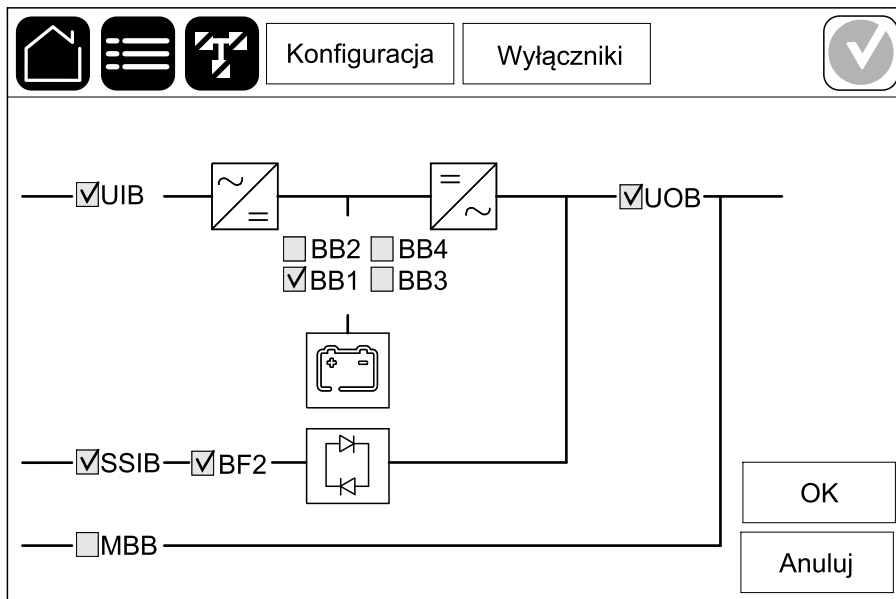 Konfiguracja
Wyłączniki
UIB
UOB
BB2 BB4
BB1 BB3
SSIB BF2
MBB
OK
Anuluj